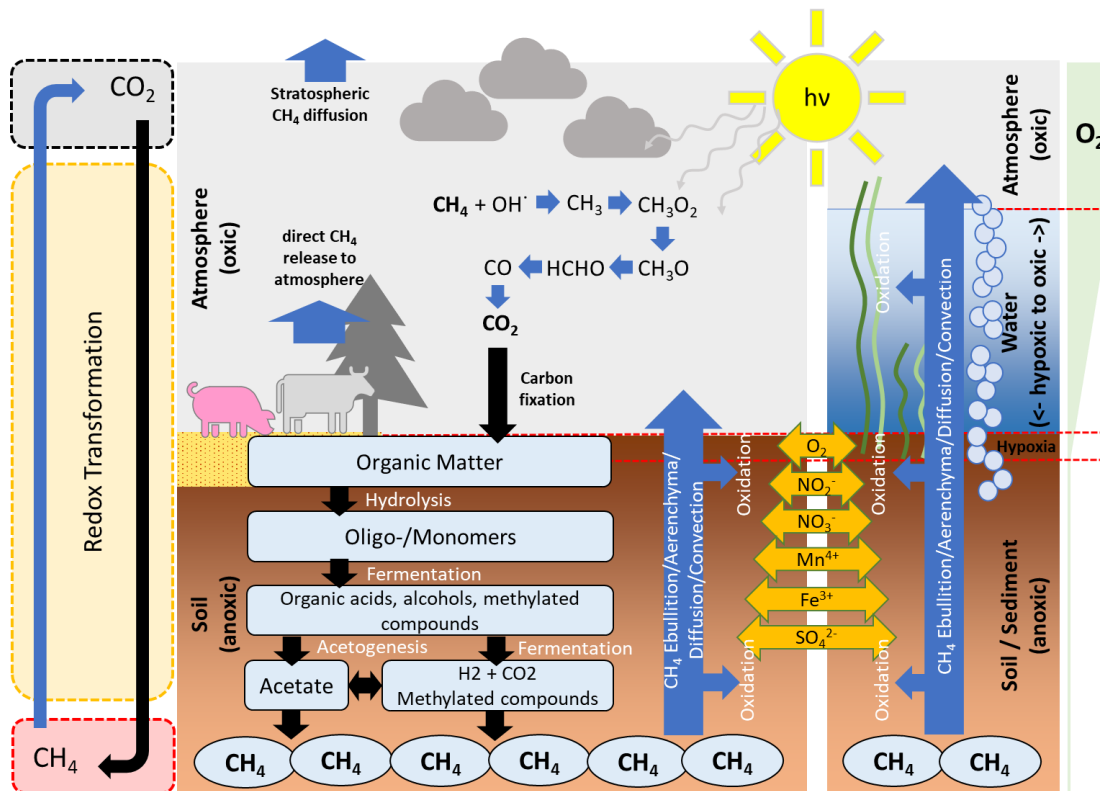 CO₂
Redox Transformation
CH₄
Stratospheric
CH₄ diffusion
hν
Atmosphere
(oxic)
CH₄ + OH˙
CH₃
CH₃O₂
CH₃O
HCHO
CO
CO₂
direct CH₄
release to
atmosphere
Carbon
fixation
Organic Matter
Hydrolysis
Oligo-/Monomers
Fermentation
Organic acids, alcohols, methylated
compounds
Acetogenesis
Fermentation
Acetate
H2 + CO2
Methylated compounds
Soil
(anoxic)
CH₄
CH₄
CH₄
CH₄
CH₄
CH₄
CH₄ Ebullition/Aerenchyma/
Diffusion/Convection
Oxidation
Oxidation
O₂
NO₂⁻
NO₃⁻
Mn⁴⁺
Fe³⁺
SO₄²⁻
Oxidation
Oxidation
Oxidation
CH₄ Ebullition/Aerenchyma/Diffusion/Convection
CH₄
CH₄
Atmosphere
(oxic)
Water
(<- hypoxic to oxic ->)
Hypoxia
Soil / Sediment
(anoxic)
O₂